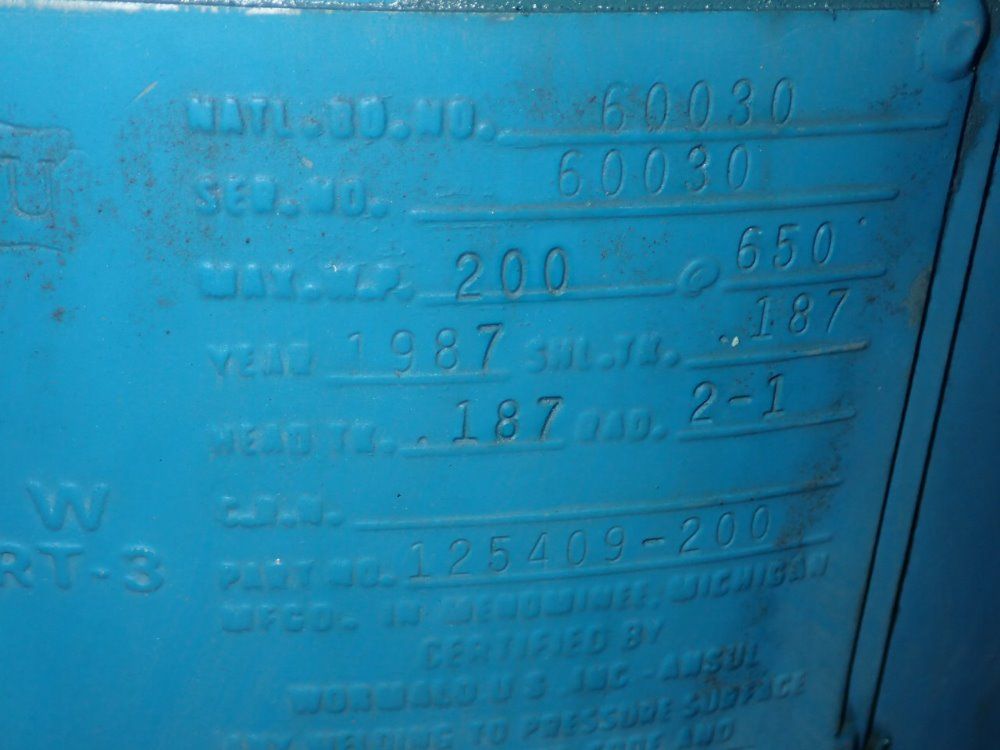 NATL.BD.NO. 60030
SER.NO. 60030
U
MAX.W.P. 200 @ 650°
YEAR 1987 SHL.TK. .187
HEAD TK. .187 RAD. 2-1
W
C.R.N.
RT-3
PART NO. 125409-200
MFGD. IN MENOMINEE, MICHIGAN
CERTIFIED BY
WORMALD U S INC-ANSUL
WELDING TO PRESSURE SURFACE
CODE AND